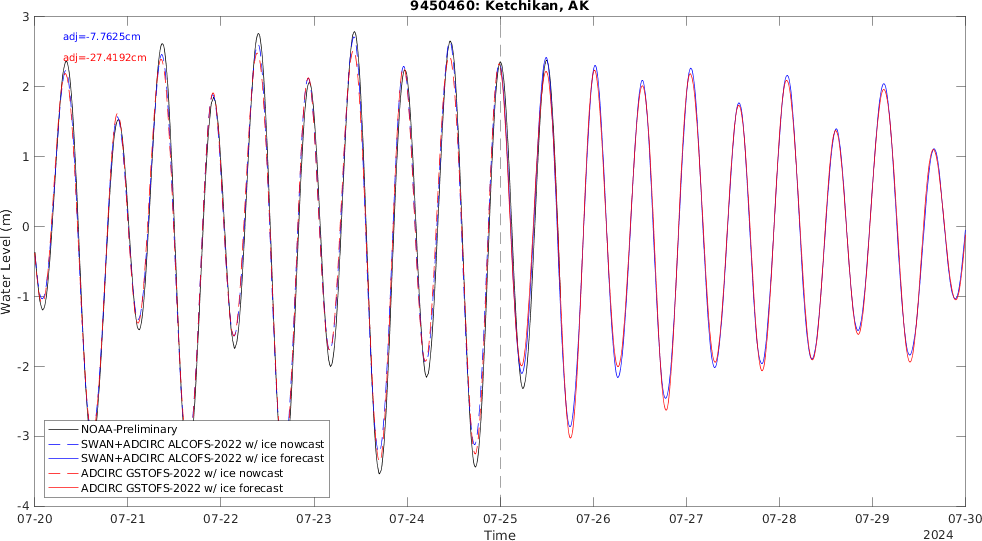 9450460: Ketchikan, AK
adj=-7.7625cm
adj=-27.4192cm
Water Level (m)
3
2
1
0
-1
-2
-3
-4
NOAA-Preliminary
SWAN+ADCIRC ALCOFS-2022 w/ ice nowcast
SWAN+ADCIRC ALCOFS-2022 w/ ice forecast
ADCIRC GSTOFS-2022 w/ ice nowcast
ADCIRC GSTOFS-2022 w/ ice forecast
07-20 07-21 07-22 07-23 07-24 07-25 07-26 07-27 07-28 07-29 07-30
Time
2024